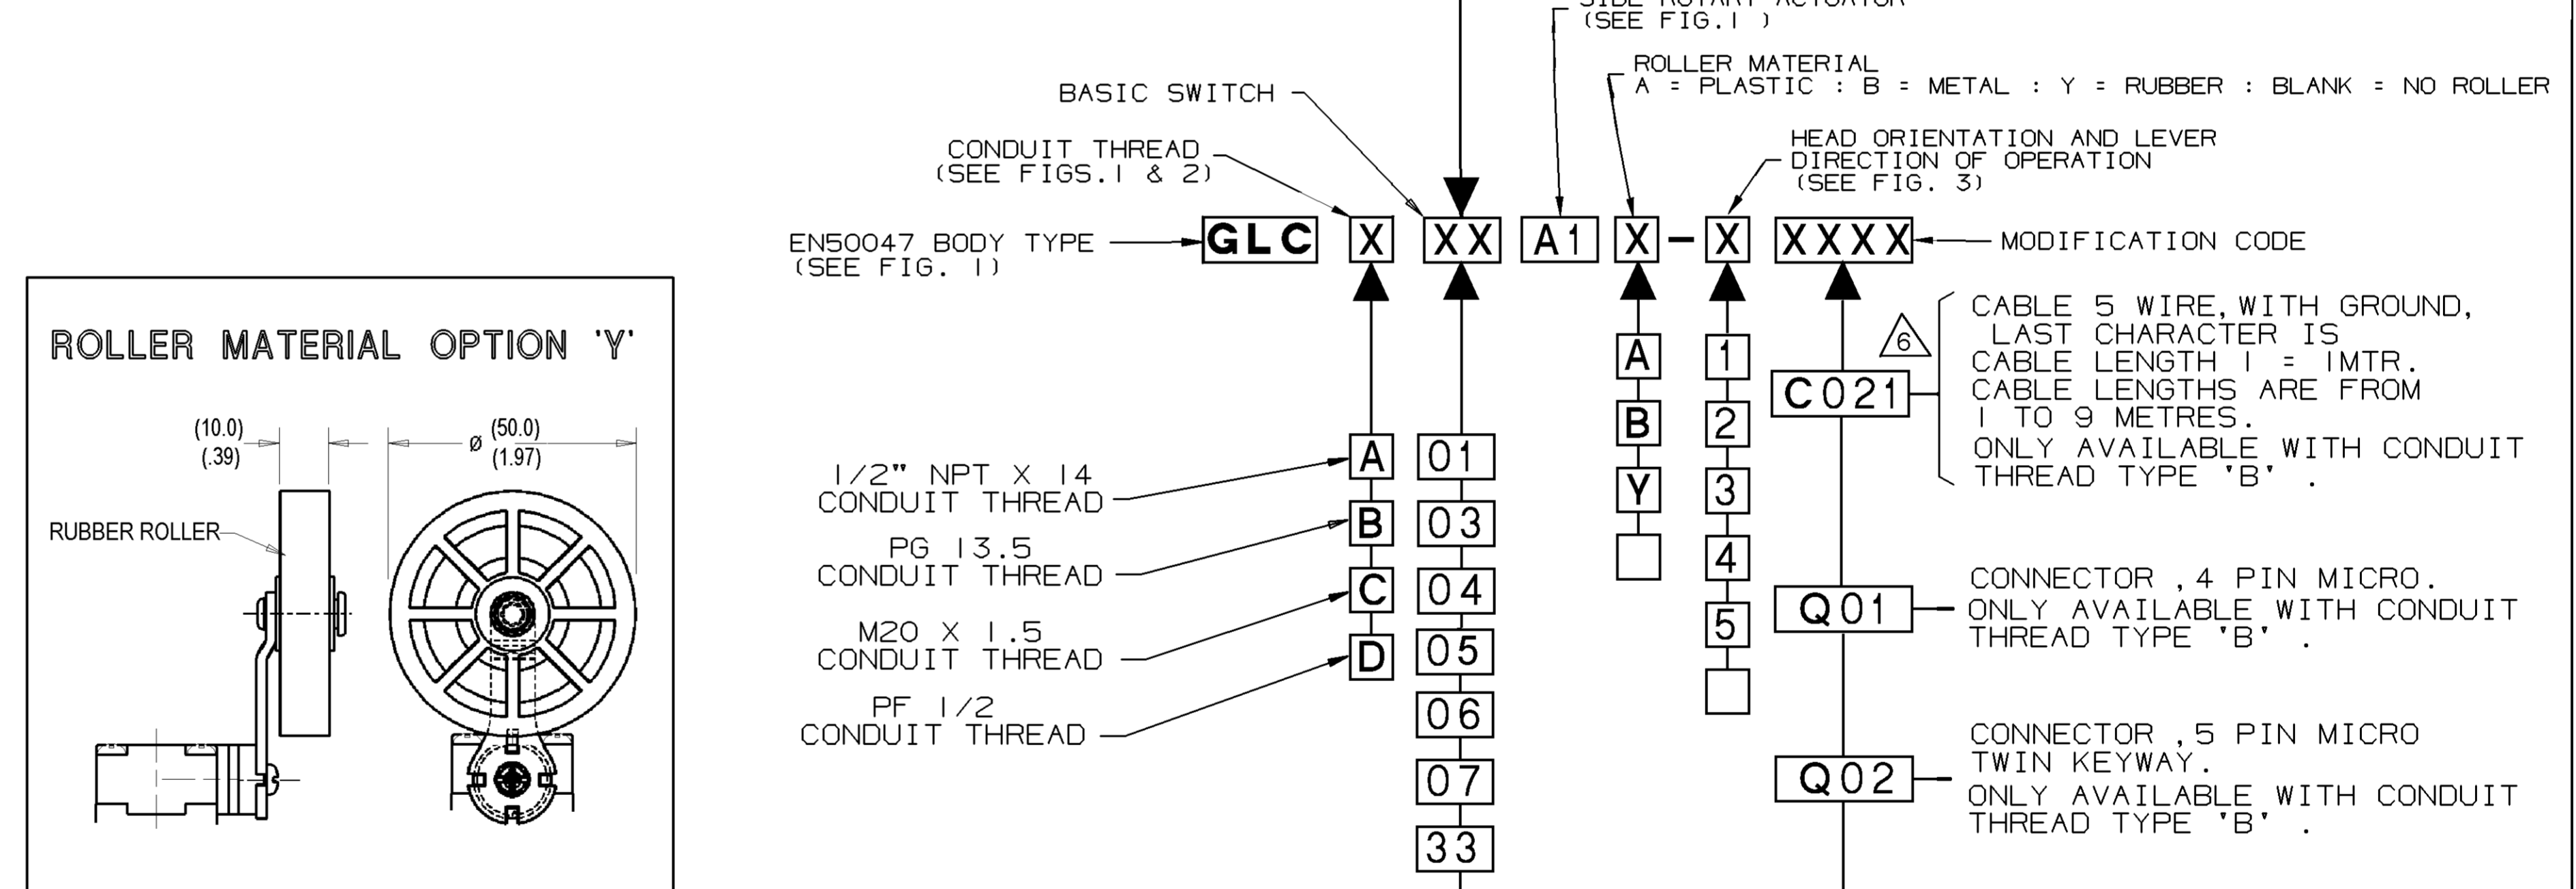 SIDE ROTARY ACTUATOR
(SEE FIG.1 )
ROLLER MATERIAL
A = PLASTIC : B = METAL : Y = RUBBER : BLANK = NO ROLLER
BASIC SWITCH
HEAD ORIENTATION AND LEVER
DIRECTION OF OPERATION
(SEE FIG. 3)
CONDUIT THREAD
(SEE FIGS.1 & 2)
EN50047 BODY TYPE
(SEE FIG. 1)
GLC X XX A1 X - X XXXX
MODIFICATION CODE
ROLLER MATERIAL OPTION 'Y'
(10.0)
(.39)
Ø (50.0)
(1.97)
RUBBER ROLLER
1/2" NPT X 14
CONDUIT THREAD
PG 13.5
CONDUIT THREAD
M20 X 1.5
CONDUIT THREAD
PF 1/2
CONDUIT THREAD
A
B
C
D
01
03
04
05
06
07
33
A
B
Y
1
2
3
4
5
6
C021
CABLE 5 WIRE, WITH GROUND,
LAST CHARACTER IS
CABLE LENGTH 1 = 1MTR.
CABLE LENGTHS ARE FROM
1 TO 9 METRES.
ONLY AVAILABLE WITH CONDUIT
THREAD TYPE 'B' .
Q01
CONNECTOR ,4 PIN MICRO.
ONLY AVAILABLE WITH CONDUIT
THREAD TYPE 'B' .
Q02
CONNECTOR ,5 PIN MICRO
TWIN KEYWAY.
ONLY AVAILABLE WITH CONDUIT
THREAD TYPE 'B' .